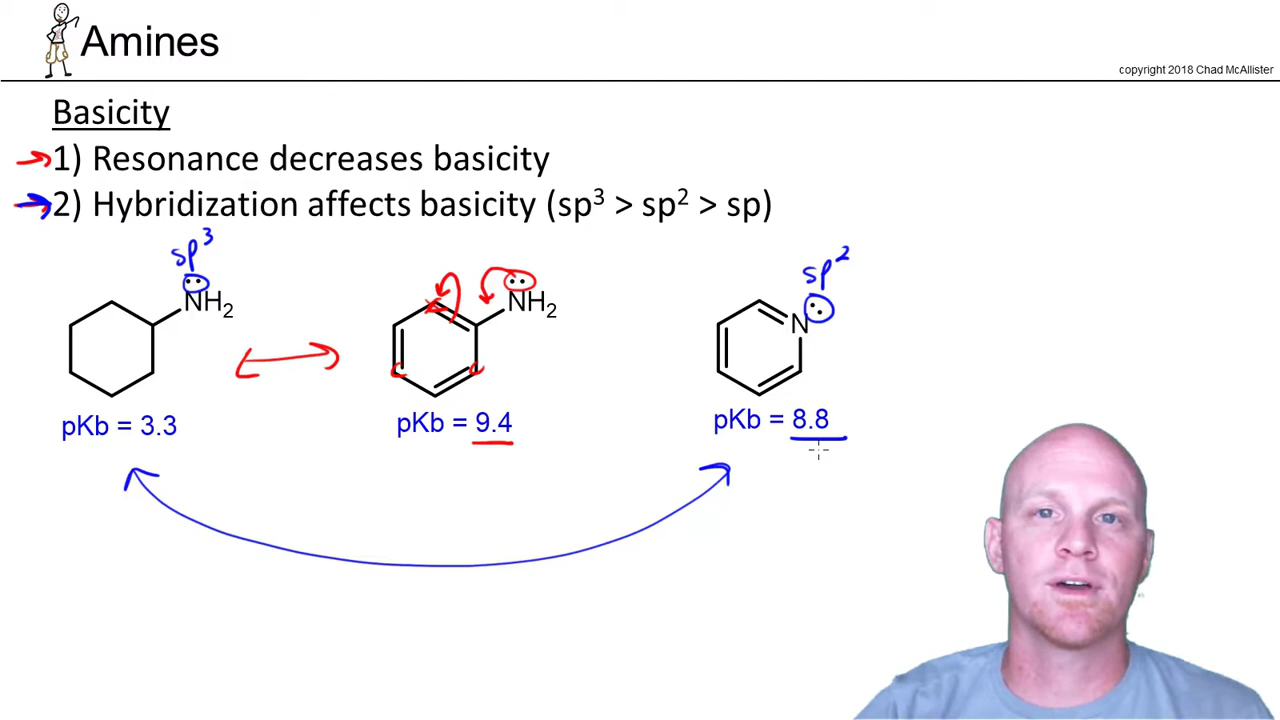 Amines
copyright 2018 Chad McAllister
Basicity
1) Resonance decreases basicity
2) Hybridization affects basicity (sp³ > sp² > sp)
sp³
sp²
NH₂
NH₂
N
pKb = 3.3
pKb = 9.4
pKb = 8.8